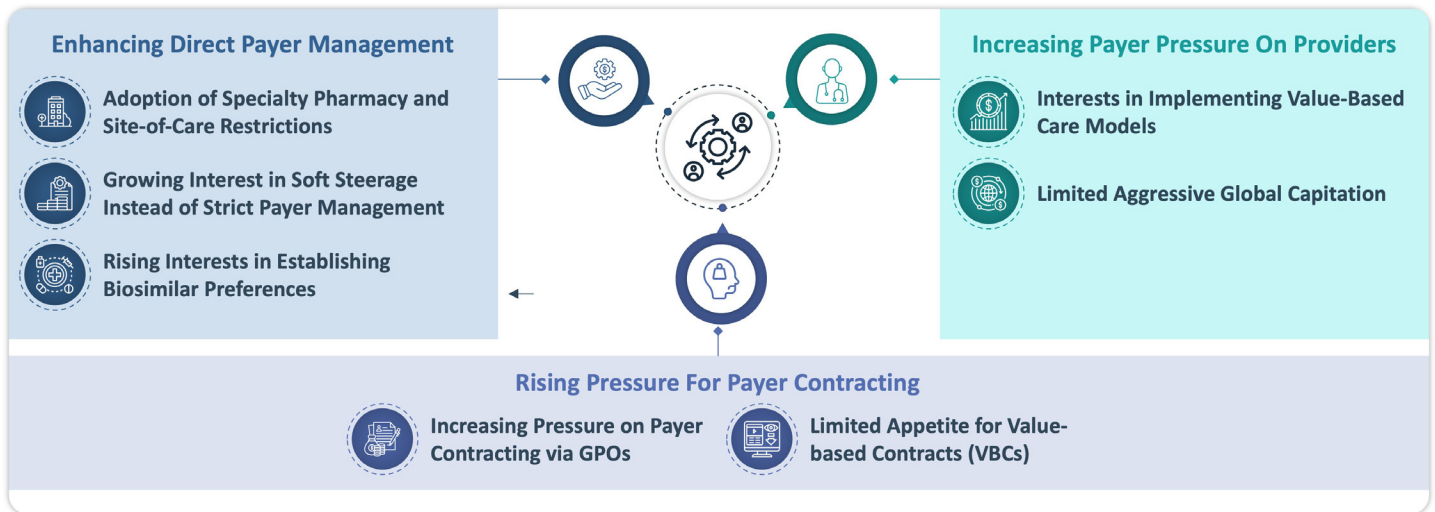 Enhancing Direct Payer Management
Adoption of Specialty Pharmacy and
Site-of-Care Restrictions
Growing Interest in Soft Steerage
Instead of Strict Payer Management
Rising Interests in Establishing
Biosimilar Preferences
Increasing Payer Pressure On Providers
Interests in Implementing Value-Based
Care Models
Limited Aggressive Global Capitation
Rising Pressure For Payer Contracting
Increasing Pressure on Payer
Contracting via GPOs
Limited Appetite for Value-
based Contracts (VBCs)